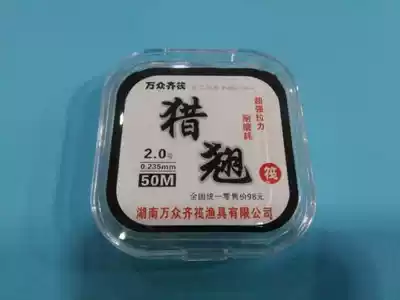 万众齐筏
超强拉力
耐磨耗
猎翘
2.0号
0.235mm
50M
筏
全国统一零售价98元
湖南万众齐筏渔具有限公司